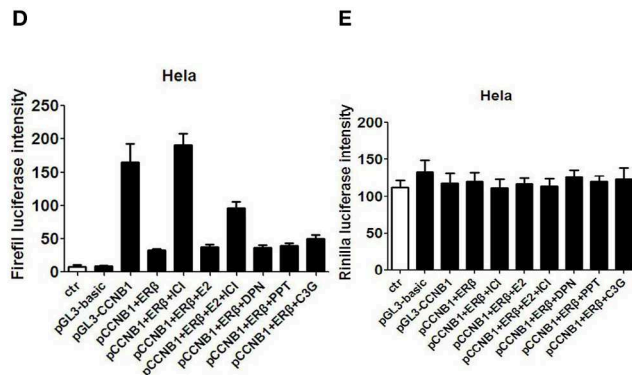 D
Hela
Firefil luciferase intensity
250
200
150
100
50
0
ctr
pGL3-basic
pGL3-CCNB1
pCCNB1+ERβ
pCCNB1+ERβ+ICI
pCCNB1+ERβ+E2
pCCNB1+ERβ+E2+ICI
pCCNB1+ERβ+DPN
pCCNB1+ERβ+PPT
pCCNB1+ERβ+C3G
E
Hela
Rinilla luciferase intensity
200
150
100
50
0
ctr
pGL3-basic
pGL3-CCNB1
pCCNB1+ERβ
pCCNB1+ERβ+ICI
pCCNB1+ERβ+E2
pCCNB1+ERβ+E2+ICI
pCCNB1+ERβ+DPN
pCCNB1+ERβ+PPT
pCCNB1+ERβ+C3G